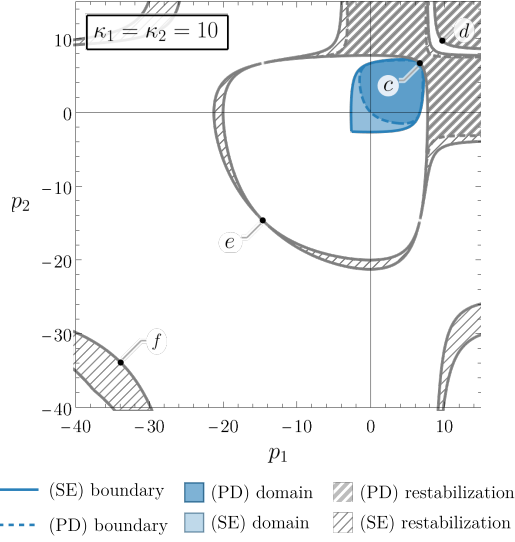 κ₁ = κ₂ = 10
d
10
c
0
−10
p₂
e
−20
−30
f
−40
−40 −30 −20 −10 0 10
p₁
(SE) boundary (PD) domain (PD) restabilization
(PD) boundary (SE) domain (SE) restabilization